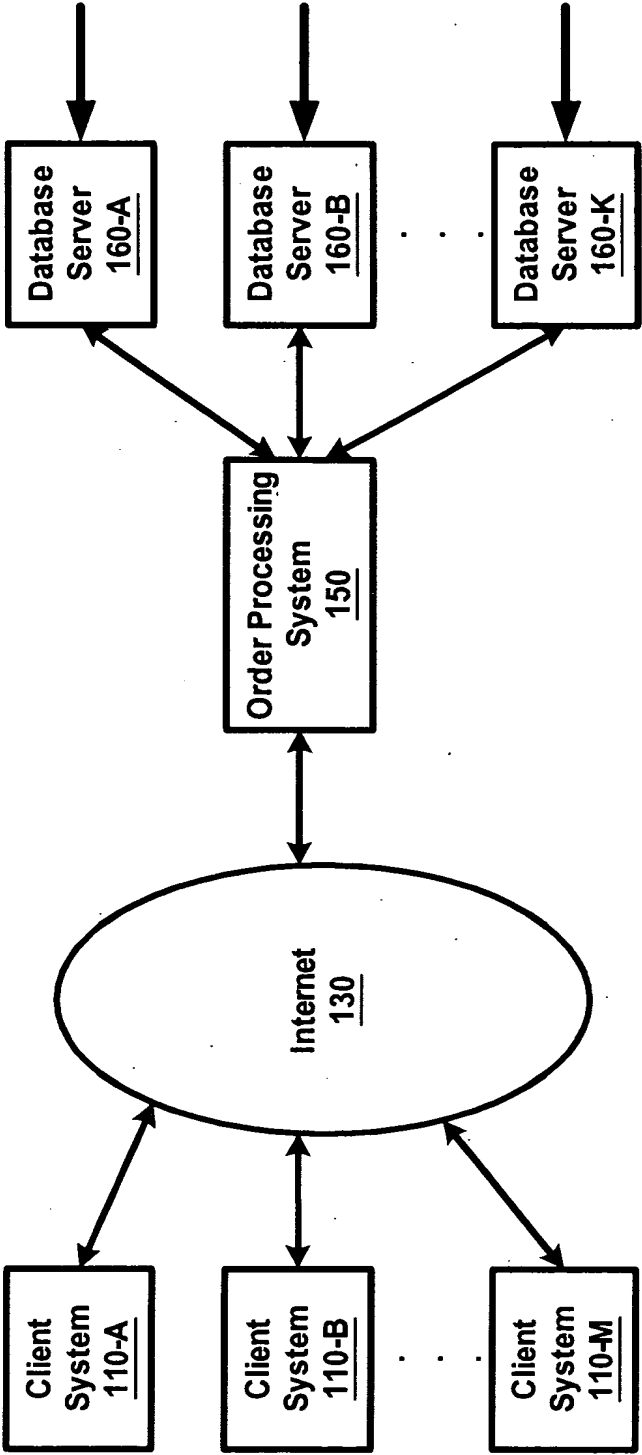 Client
System
110-A
Client
System
110-B
. . .
Client
System
110-M
Internet
130
Order Processing
System
150
Database
Server
160-A
Database
Server
160-B
. . .
Database
Server
160-K